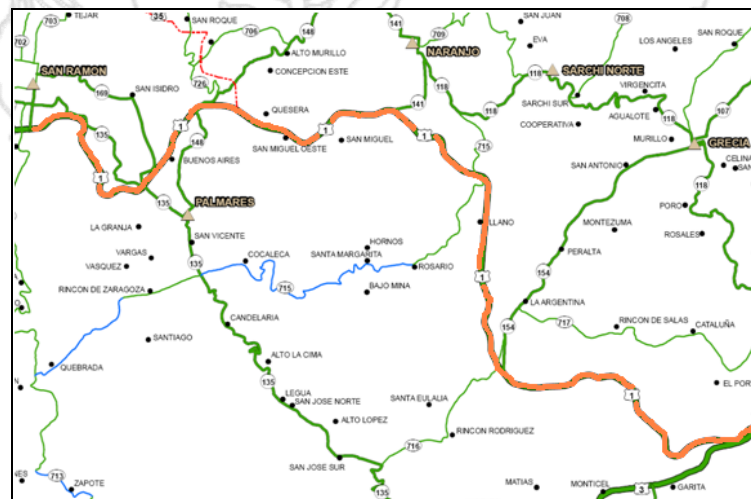 703
TEJAR
35
SAN ROQUE
706
148
ALTO MURILLO
141
709
SAN JUAN
708
EVA
NARANJO
LOS ANGELES
SAN ROQUE
702
SAN RAMON
169
SAN ISIDRO
726
CONCEPCION ESTE
118
118
SARCHI NORTE
VIRGENCITA
QUESERA
141
118
SARCHI SUR
AGUALOTE
118
107
COOPERATIVA
135
1
148
SAN MIGUEL OESTE
1
SAN MIGUEL
1
715
MURILLO
GRECIA
1
BUENOS AIRES
SAN ANTONIO
CELINA
SAN
118
135
PALMARES
PORO
LA GRANJA
LLANO
MONTEZUMA
ROSALES
SAN VICENTE
HORNOS
VARGAS
COCALECA
SANTA MARGARITA
PERALTA
VASQUEZ
135
ROSARIO
154
1
RINCON DE ZARAGOZA
715
BAJO MINA
LA ARGENTINA
CANDELARIA
154
717
RINCON DE SALAS
CATALUÑA
SANTIAGO
ALTO LA CIMA
QUEBRADA
135
EL POR
LEGUA
SAN JOSE NORTE
SANTA EULALIA
1
ALTO LOPEZ
716
RINCON RODRIGUEZ
SAN JOSE SUR
NES
713
ZAPOTE
135
MATIAS
MONTICEL
3
GARITA